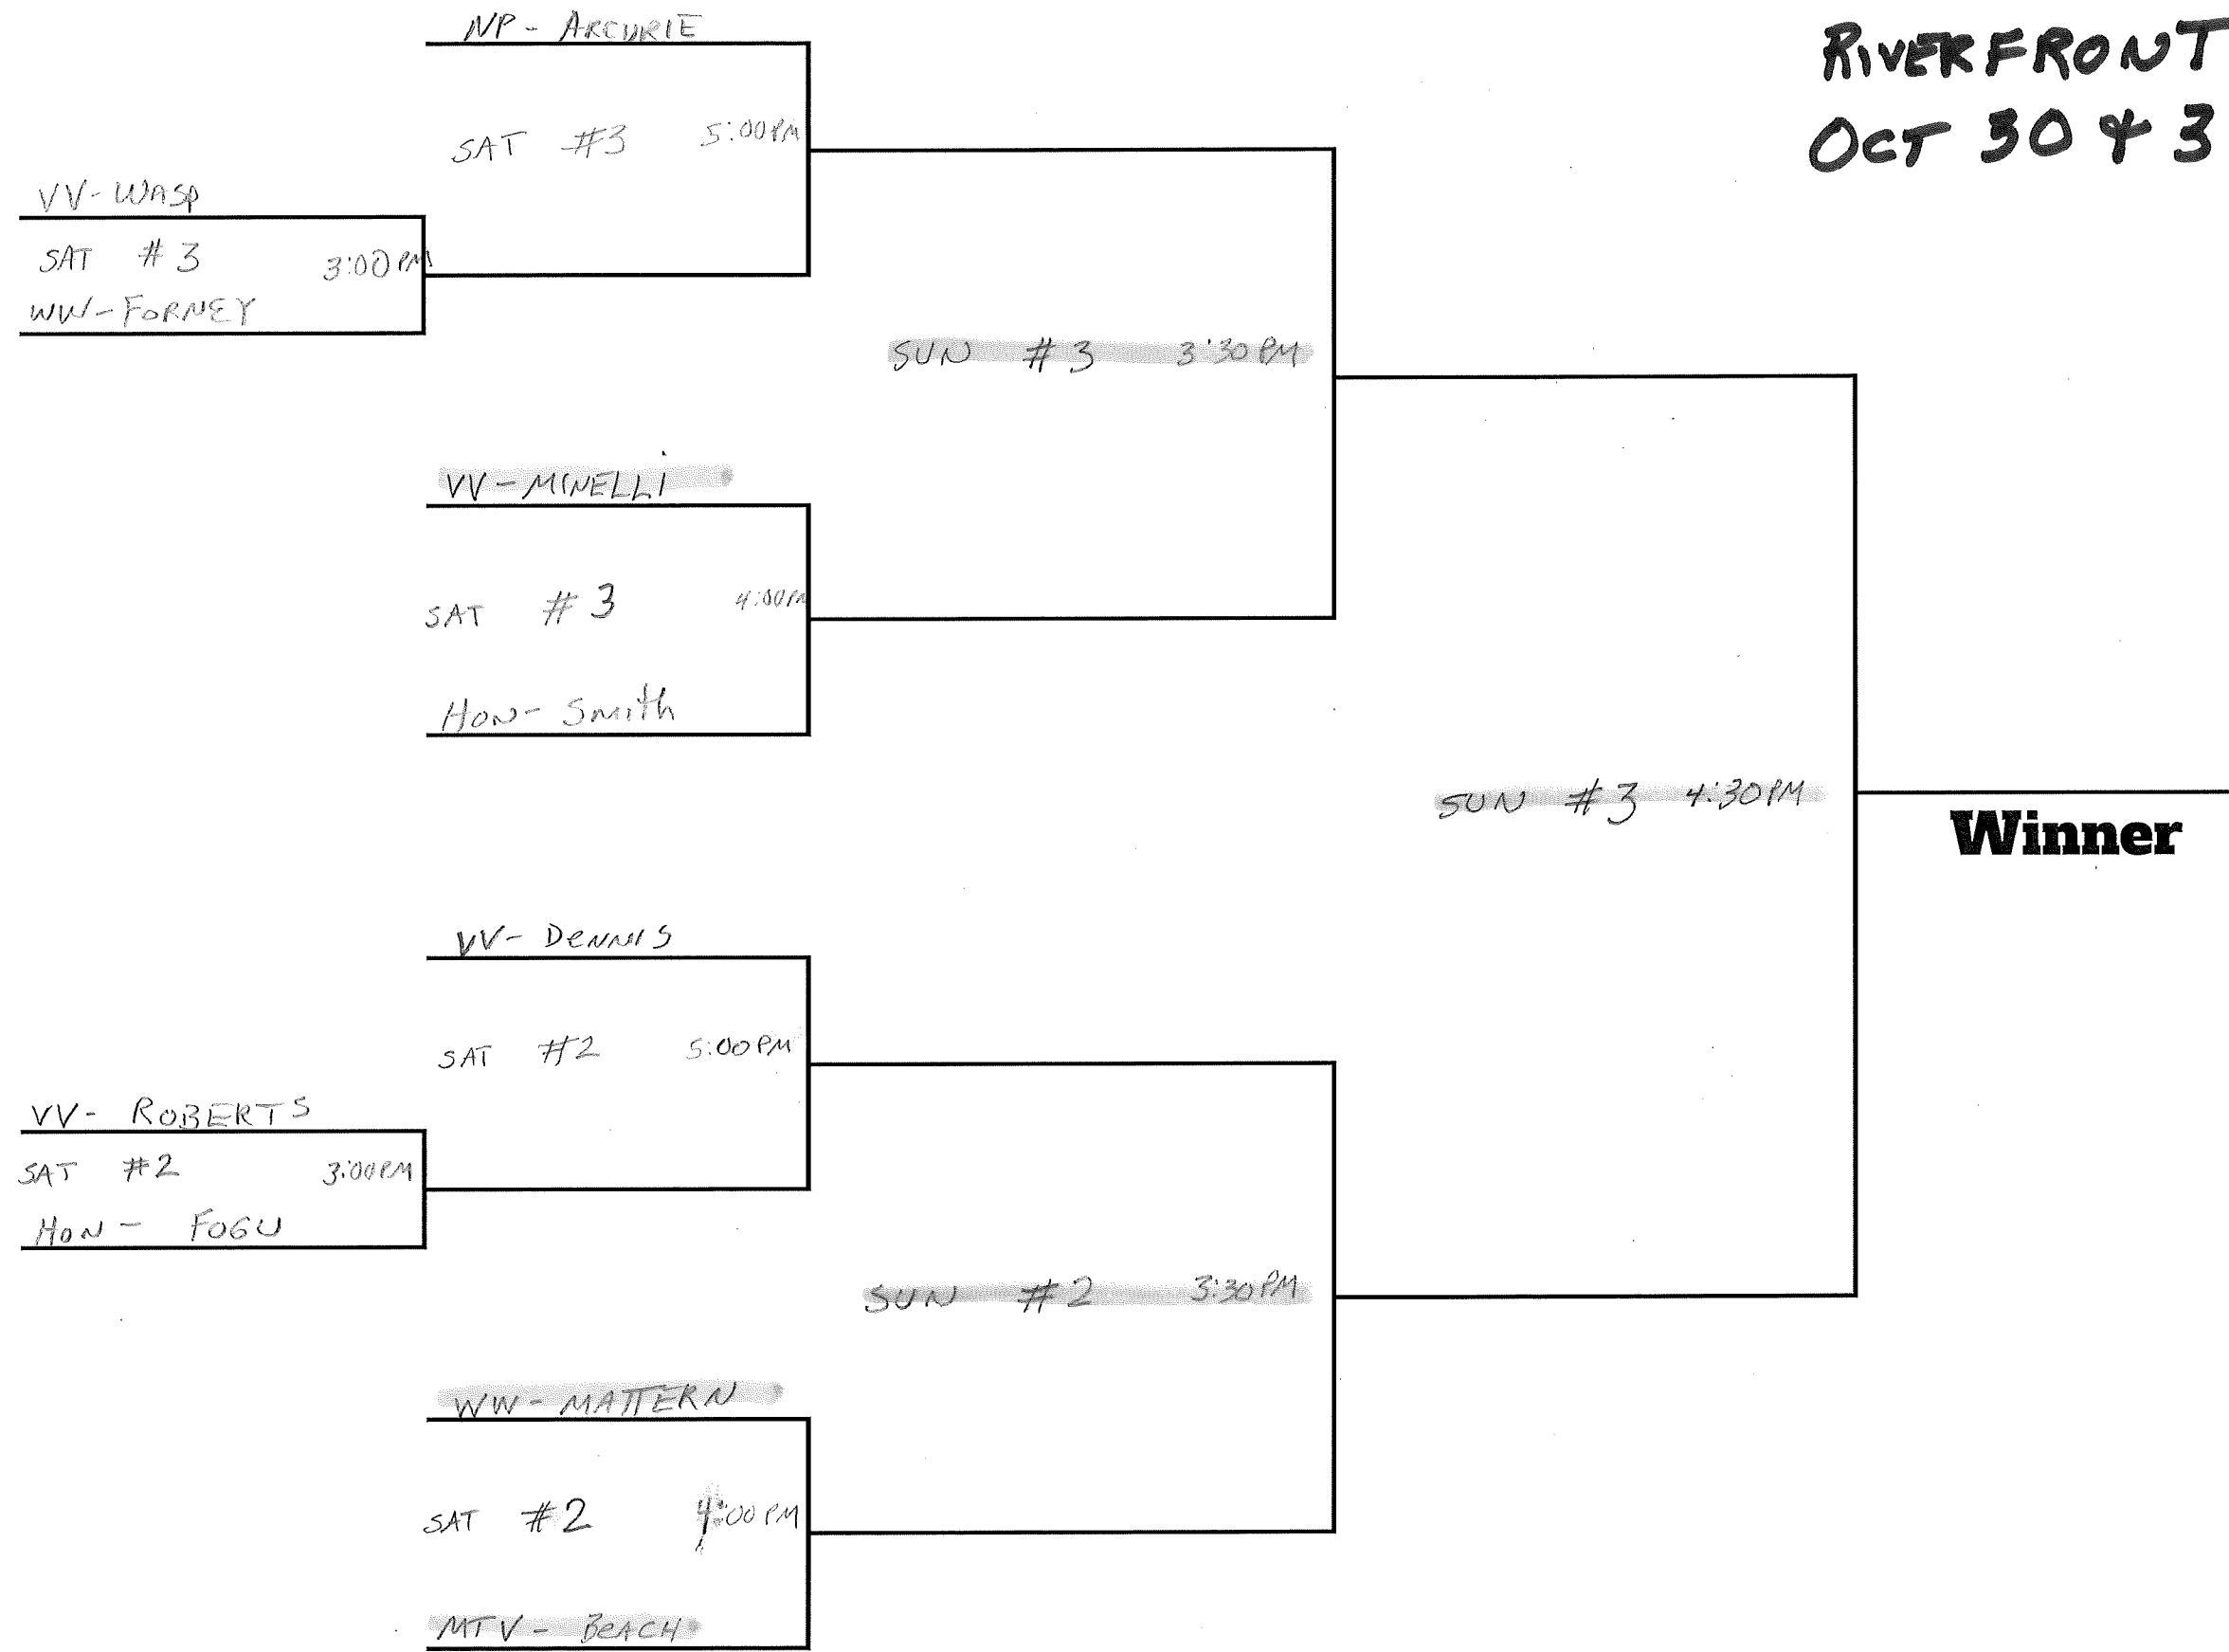 RIVERFRONT
OCT 30 & 3
NP - ARCURIE
SAT #3 5:00PM
VV-WASP
SAT #3 3:00PM
WW-FORNEY
SUN #3 3:30PM
VV-MINELLI
SAT #3 4:00PM
HON- Smith
SUN #3 4:30PM
Winner
VV- DeNNIS
SAT #2 5:00PM
VV- ROBERTS
SAT #2 3:00PM
HON - FOGU
SUN #2 3:30PM
WW-MATTERN
SAT #2 4:00PM
MTV - BeACH